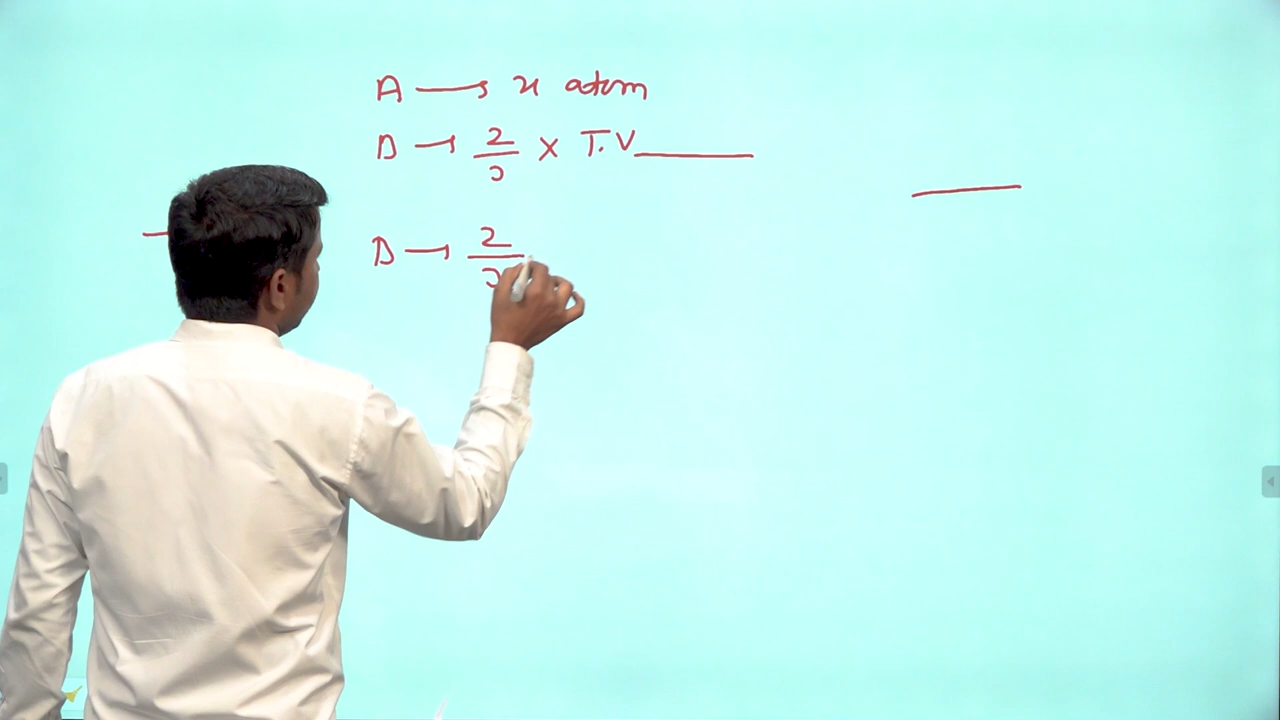 A → x atom
B → 2/3 × T.V
B → 2/3